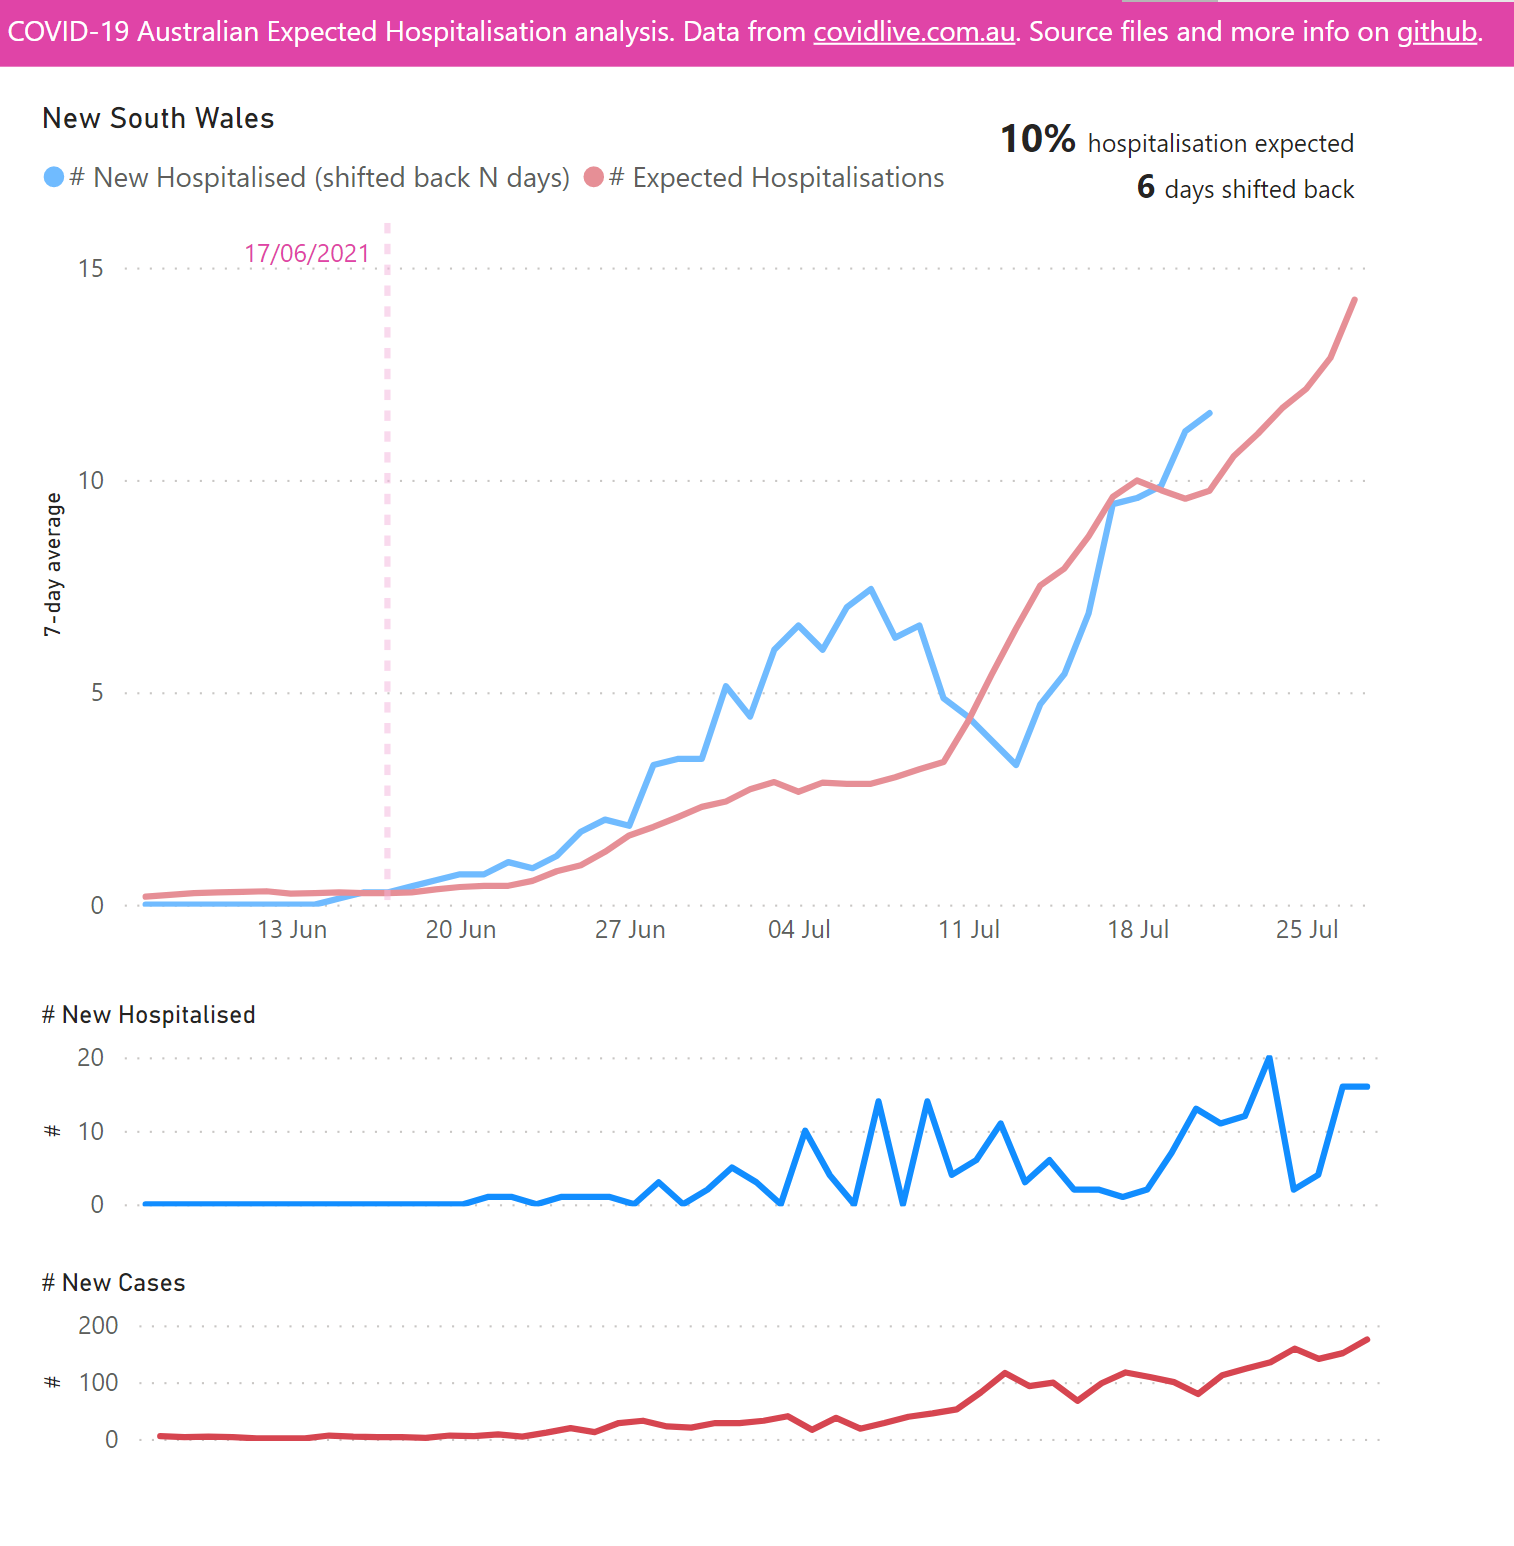 COVID-19 Australian Expected Hospitalisation analysis. Data from covidlive.com.au. Source files and more info on github.
New South Wales
10% hospitalisation expected
# New Hospitalised (shifted back N days) # Expected Hospitalisations
6 days shifted back
17/06/2021
15
10
5
0
7-day average
13 Jun 20 Jun 27 Jun 04 Jul 11 Jul 18 Jul 25 Jul
# New Hospitalised
20
# 10
0
# New Cases
200
# 100
0